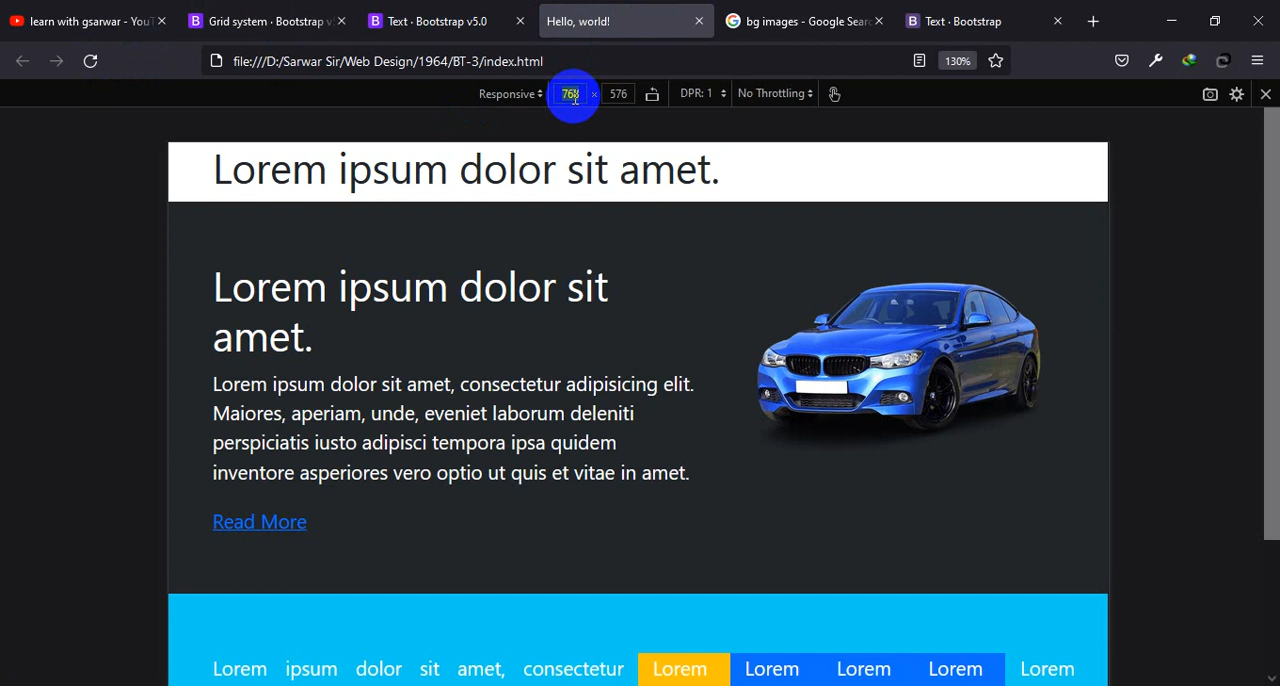 learn with gsarwar - YouT
Grid system · Bootstrap v5
Text · Bootstrap v5.0
Hello, world!
bg images - Google Searc
Text · Bootstrap
file:///D:/Sarwar Sir/Web Design/1964/BT-3/index.html
130%
Responsive
768 × 576
DPR: 1
No Throttling
Lorem ipsum dolor sit amet.
Lorem ipsum dolor sit
amet.
Lorem ipsum dolor sit amet, consectetur adipisicing elit.
Maiores, aperiam, unde, eveniet laborum deleniti
perspiciatis iusto adipisci tempora ipsa quidem
inventore asperiores vero optio ut quis et vitae in amet.
Read More
Lorem ipsum dolor sit amet, consectetur Lorem Lorem Lorem Lorem Lorem